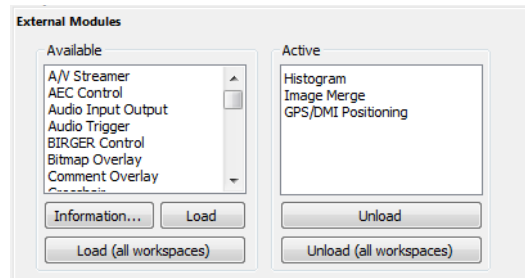 External Modules
Available
A/V Streamer
AEC Control
Audio Input Output
Audio Trigger
BIRGER Control
Bitmap Overlay
Comment Overlay
Information...
Load
Load (all workspaces)
Active
Histogram
Image Merge
GPS/DMI Positioning
Unload
Unload (all workspaces)